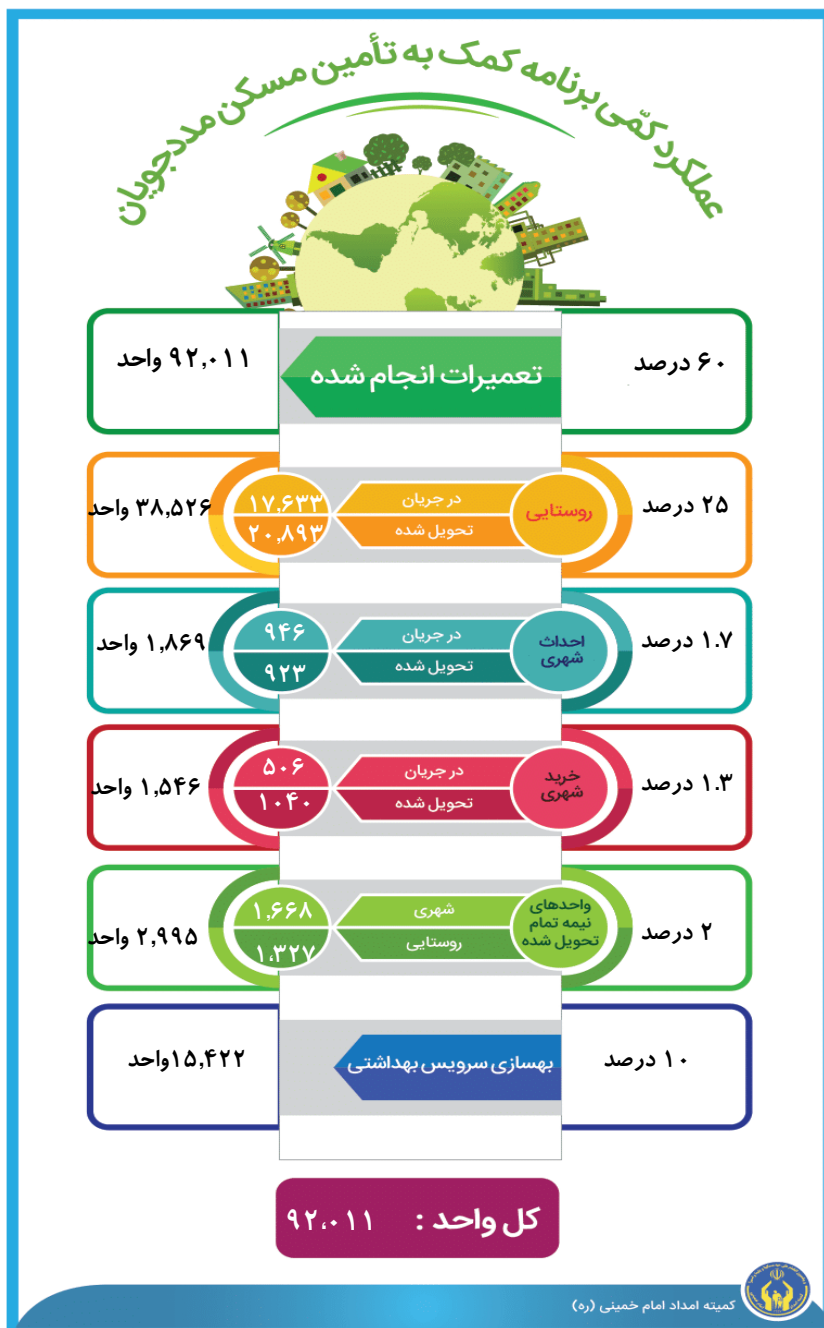 عملکرد کمّی برنامه کمک به تأمین مسکن مددجویان
۶۰ درصد
تعمیرات انجام شده
۹۲,۰۱۱ واحد
۲۵ درصد
روستایی
در جریان
۱۷,۶۳۳
تحویل شده
۲۰,۸۹۳
۳۸,۵۲۶ واحد
۱.۷ درصد
احداث
شهری
در جریان
۹۴۶
تحویل شده
۹۲۳
۱,۸۶۹ واحد
۱.۳ درصد
خرید
شهری
در جریان
۵۰۶
تحویل شده
۱۰۴۰
۱,۵۴۶ واحد
۲ درصد
واحدهای
نیمه تمام
تحویل شده
شهری
۱,۶۶۸
روستایی
۱,۳۲۷
۲,۹۹۵ واحد
۱۰ درصد
بهسازی سرویس بهداشتی
۱۵,۴۲۲واحد
کل واحد : ۹۲,۰۱۱
کمیته امداد امام خمینی (ره)